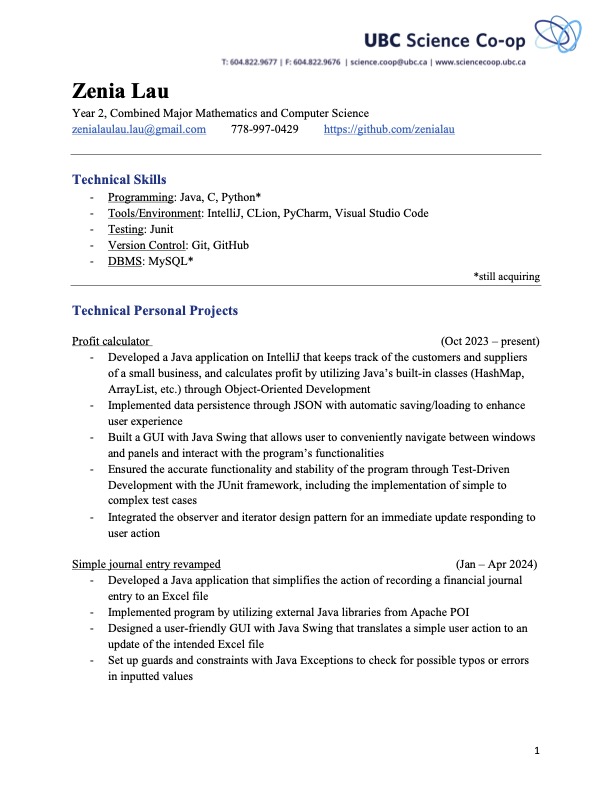 UBC Science Co-op
T: 604.822.9677 | F: 604.822.9676 | science.coop@ubc.ca | www.sciencecoop.ubc.ca
Zenia Lau
Year 2, Combined Major Mathematics and Computer Science
zenialaulau.lau@gmail.com 778-997-0429 https://github.com/zenialau
Technical Skills
- Programming: Java, C, Python*
- Tools/Environment: IntelliJ, CLion, PyCharm, Visual Studio Code
- Testing: Junit
- Version Control: Git, GitHub
- DBMS: MySQL*
*still acquiring
Technical Personal Projects
Profit calculator (Oct 2023 – present)
- Developed a Java application on IntelliJ that keeps track of the customers and suppliers
of a small business, and calculates profit by utilizing Java’s built-in classes (HashMap,
ArrayList, etc.) through Object-Oriented Development
- Implemented data persistence through JSON with automatic saving/loading to enhance
user experience
- Built a GUI with Java Swing that allows user to conveniently navigate between windows
and panels and interact with the program’s functionalities
- Ensured the accurate functionality and stability of the program through Test-Driven
Development with the JUnit framework, including the implementation of simple to
complex test cases
- Integrated the observer and iterator design pattern for an immediate update responding to
user action
Simple journal entry revamped (Jan – Apr 2024)
- Developed a Java application that simplifies the action of recording a financial journal
entry to an Excel file
- Implemented program by utilizing external Java libraries from Apache POI
- Designed a user-friendly GUI with Java Swing that translates a simple user action to an
update of the intended Excel file
- Set up guards and constraints with Java Exceptions to check for possible typos or errors
in inputted values
1